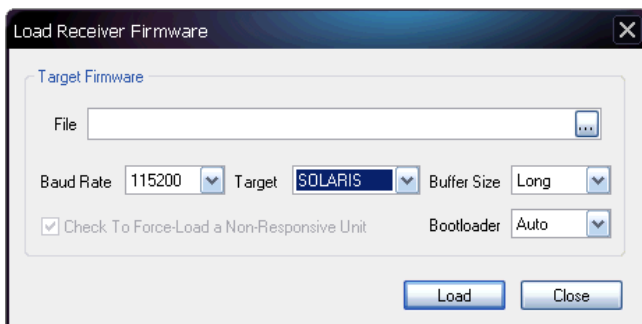 Load Receiver Firmware
Target Firmware
File ...
Baud Rate 115200 Target SOLARIS Buffer Size Long
Check To Force-Load a Non-Responsive Unit Bootloader Auto
Load Close